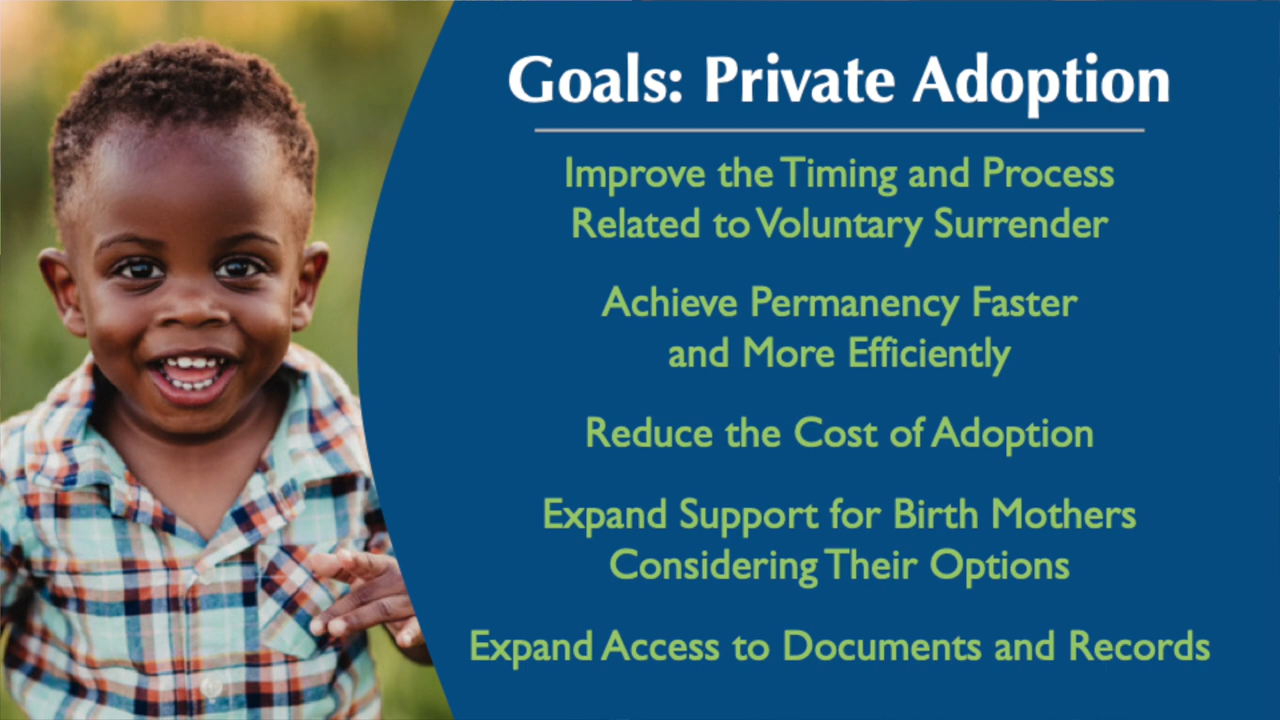 Goals: Private Adoption
Improve the Timing and Process
Related to Voluntary Surrender
Achieve Permanency Faster
and More Efficiently
Reduce the Cost of Adoption
Expand Support for Birth Mothers
Considering Their Options
Expand Access to Documents and Records